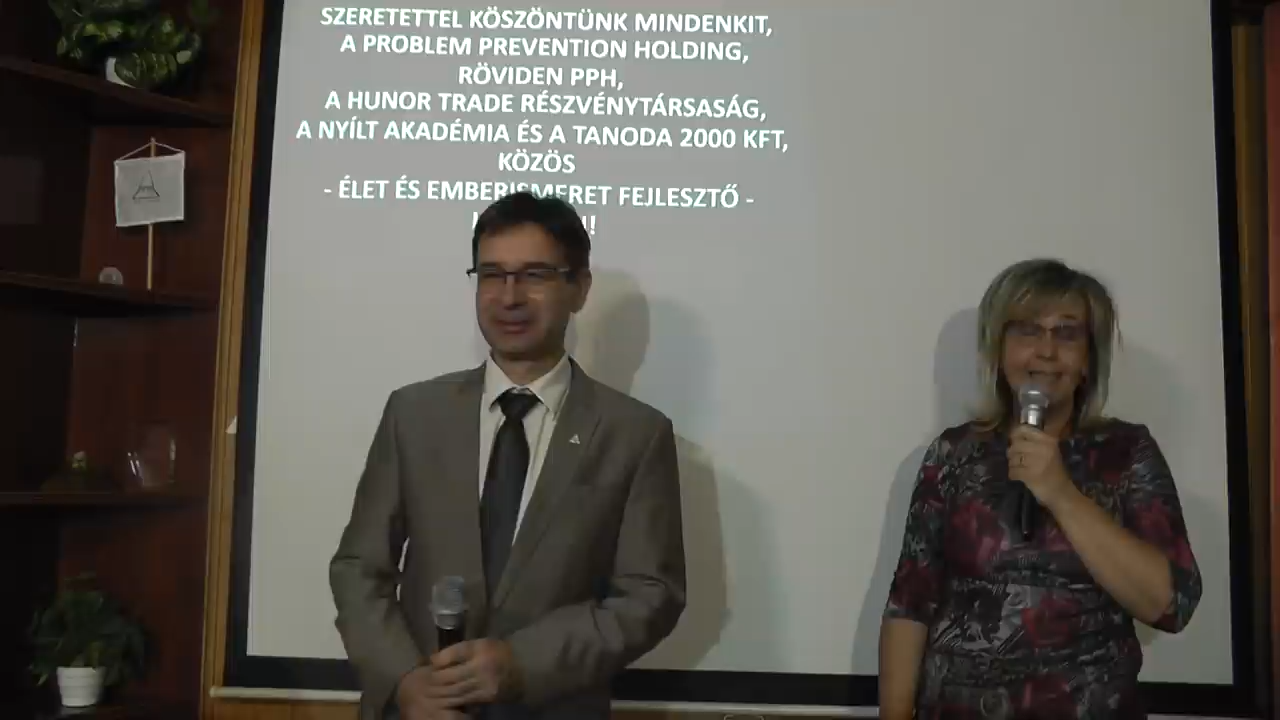 SZERETETTEL KÖSZÖNTÜNK MINDENKIT,
A PROBLEM PREVENTION HOLDING,
RÖVIDEN PPH,
A HUNOR TRADE RÉSZVÉNYTÁRSASÁG,
A NYÍLT AKADÉMIA ÉS A TANODA 2000 KFT,
KÖZÖS
- ÉLET ÉS EMBERISMERET FEJLESZTŐ -